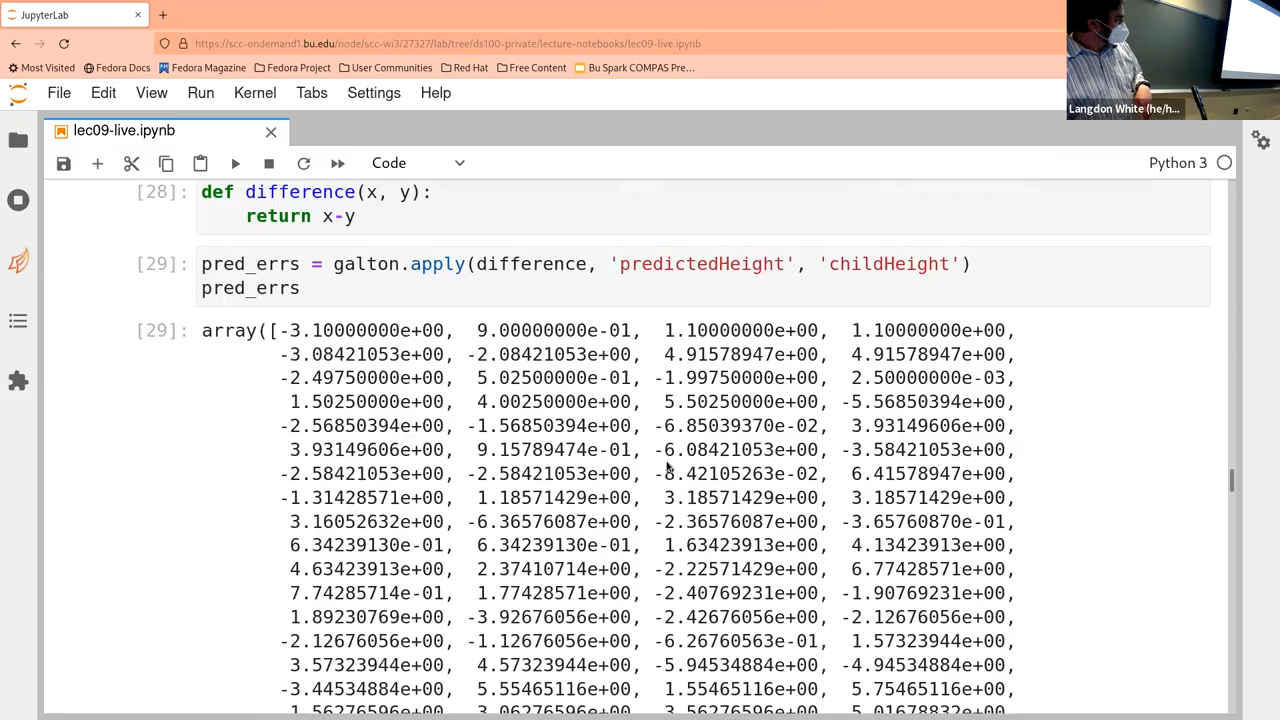 JupyterLab
https://scc-ondemand1.bu.edu/node/scc-wi3/27327/lab/tree/ds100-private/lecture-notebooks/lec09-live.ipynb
Most Visited Fedora Docs Fedora Magazine Fedora Project User Communities Red Hat Free Content Bu Spark COMPAS Pre…
Langdon White (he/h...
File Edit View Run Kernel Tabs Settings Help
lec09-live.ipynb
Code Python 3
[28]: def difference(x, y):
return x-y
[29]: pred_errs = galton.apply(difference, 'predictedHeight', 'childHeight')
pred_errs
[29]: array([-3.10000000e+00, 9.00000000e-01, 1.10000000e+00, 1.10000000e+00,
-3.08421053e+00, -2.08421053e+00, 4.91578947e+00, 4.91578947e+00,
-2.49750000e+00, 5.02500000e-01, -1.99750000e+00, 2.50000000e-03,
1.50250000e+00, 4.00250000e+00, 5.50250000e+00, -5.56850394e+00,
-2.56850394e+00, -1.56850394e+00, -6.85039370e-02, 3.93149606e+00,
3.93149606e+00, 9.15789474e-01, -6.08421053e+00, -3.58421053e+00,
-2.58421053e+00, -2.58421053e+00, -8.42105263e-02, 6.41578947e+00,
-1.31428571e+00, 1.18571429e+00, 3.18571429e+00, 3.18571429e+00,
3.16052632e+00, -6.36576087e+00, -2.36576087e+00, -3.65760870e-01,
6.34239130e-01, 6.34239130e-01, 1.63423913e+00, 4.13423913e+00,
4.63423913e+00, 2.37410714e+00, -2.22571429e+00, 6.77428571e+00,
7.74285714e-01, 1.77428571e+00, -2.40769231e+00, -1.90769231e+00,
1.89230769e+00, -3.92676056e+00, -2.42676056e+00, -2.12676056e+00,
-2.12676056e+00, -1.12676056e+00, -6.26760563e-01, 1.57323944e+00,
3.57323944e+00, 4.57323944e+00, -5.94534884e+00, -4.94534884e+00,
-3.44534884e+00, 5.55465116e+00, 1.55465116e+00, 5.75465116e+00,
1.56276596e+00, 3.06276596e+00, 3.56276596e+00, 5.01678832e+00,